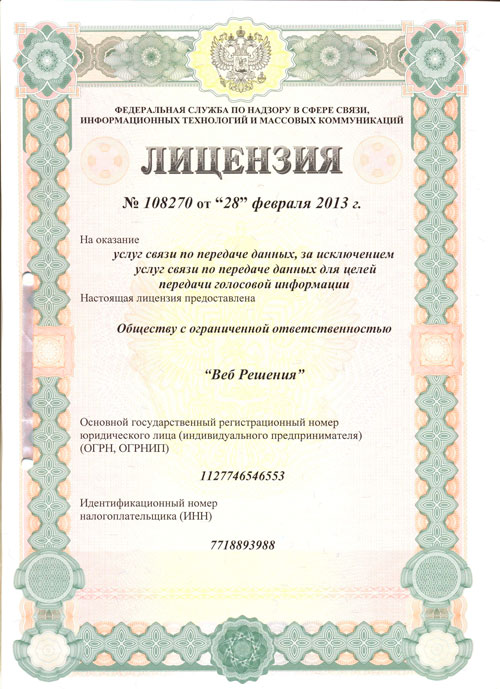 ФЕДЕРАЛЬНАЯ СЛУЖБА ПО НАДЗОРУ В СФЕРЕ СВЯЗИ,
ИНФОРМАЦИОННЫХ ТЕХНОЛОГИЙ И МАССОВЫХ КОММУНИКАЦИЙ
ЛИЦЕНЗИЯ
№ 108270 от “28” февраля 2013 г.
На оказание
услуг связи по передаче данных, за исключением
услуг связи по передаче данных для целей
передачи голосовой информации
Настоящая лицензия предоставлена
Обществу с ограниченной ответственностью
“Веб Решения”
Основной государственный регистрационный номер
юридического лица (индивидуального предпринимателя)
(ОГРН, ОГРНИП)
1127746546553
Идентификационный номер
налогоплательщика (ИНН)
7718893988